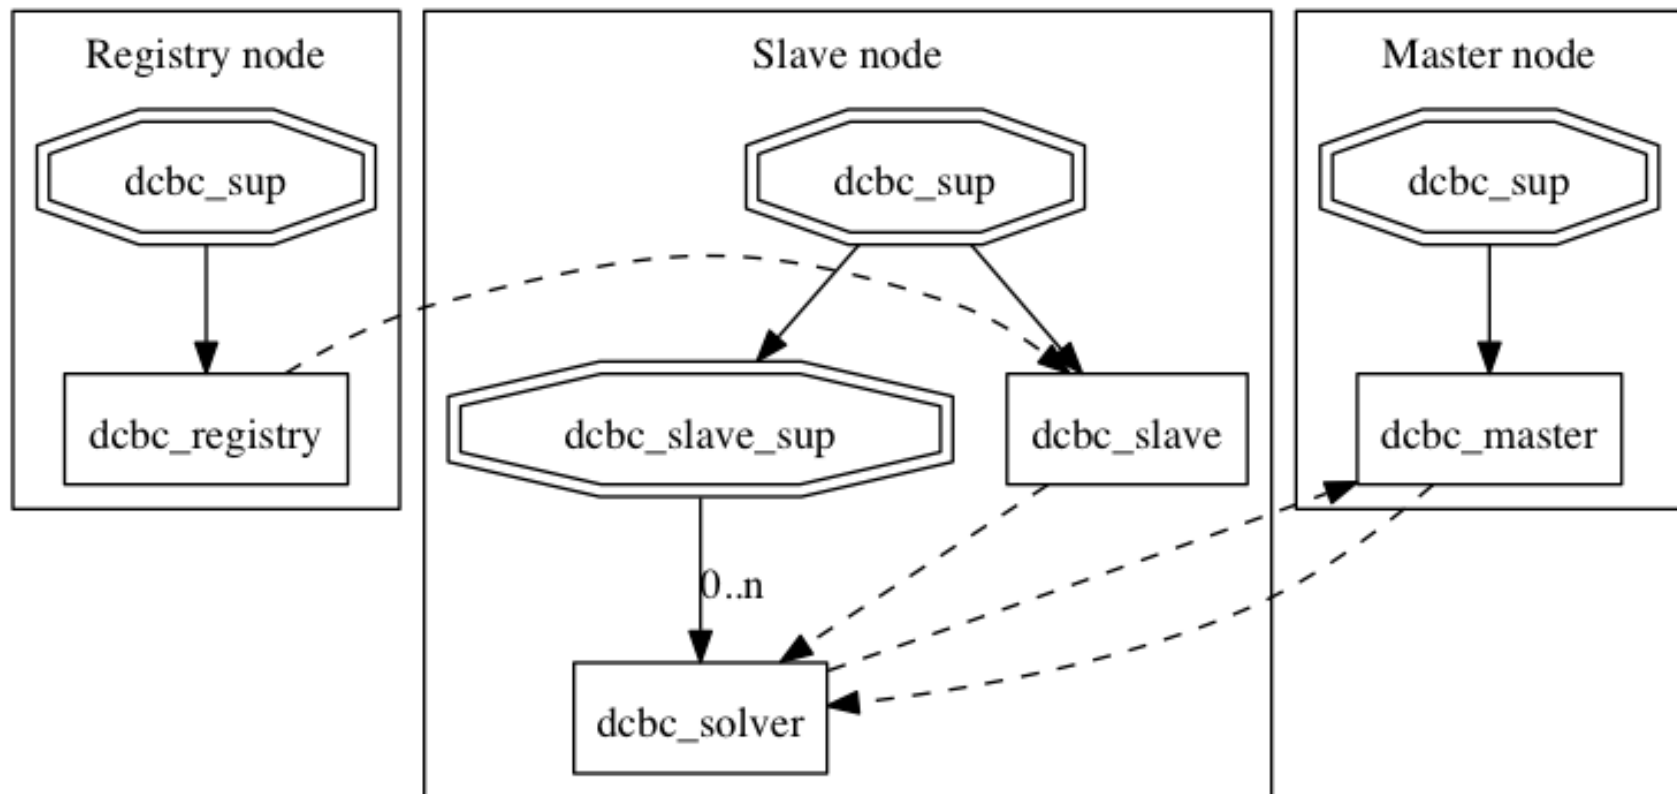 Registry node
Slave node
Master node
dcbc_sup
dcbc_sup
dcbc_sup
dcbc_registry
dcbc_slave_sup
dcbc_slave
dcbc_master
0..n
dcbc_solver